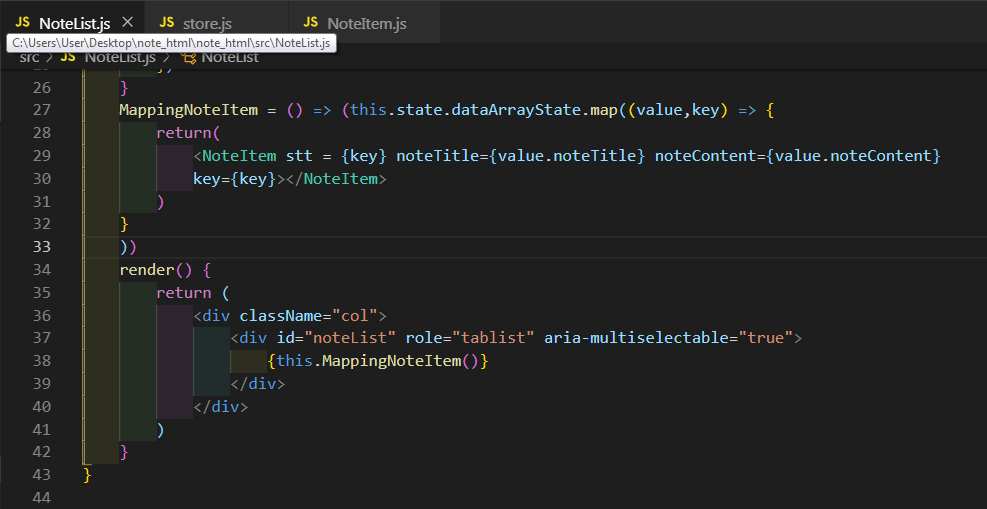 JS NoteList.js × JS store.js JS NoteItem.js
C:\Users\User\Desktop\note_html\note_html\src\NoteList.js
src > JS NoteList.js > NoteList
26 }
27 MappingNoteItem = () => (this.state.dataArrayState.map((value,key) => {
28 return(
29 <NoteItem stt = {key} noteTitle={value.noteTitle} noteContent={value.noteContent}
30 key={key}></NoteItem>
31 )
32 }
33 ))
34 render() {
35 return (
36 <div className="col">
37 <div id="noteList" role="tablist" aria-multiselectable="true">
38 {this.MappingNoteItem()}
39 </div>
40 </div>
41 )
42 }
43 }
44